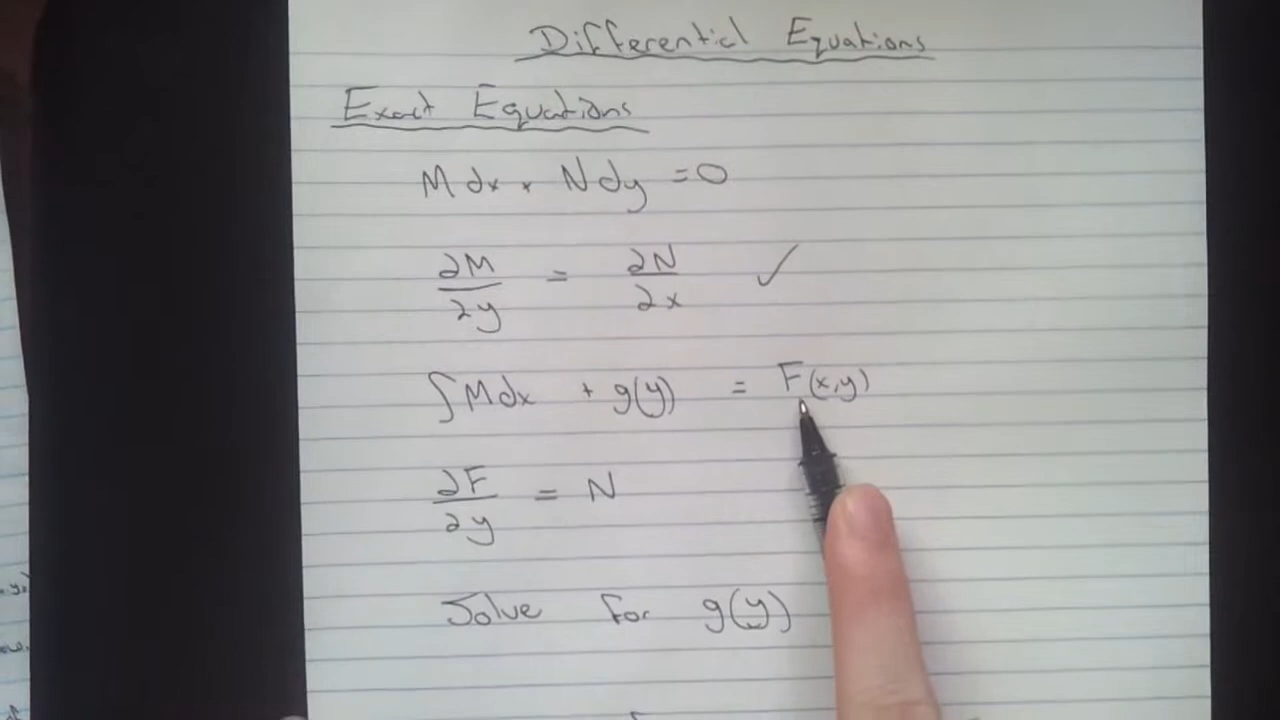 Differential Equations
Exact Equations
M dx + N dy = 0
∂M/∂y = ∂N/∂x ✓
∫M dx + g(y) = F(x,y)
∂F/∂y = N
Solve for g(y)